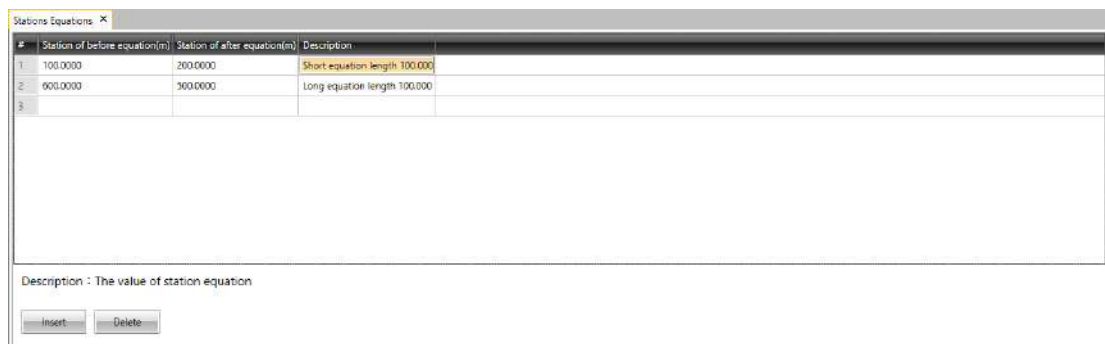 Stations Equations ×
# Station of before equation(m) Station of after equation(m) Description
1 100.0000 200.0000 Short equation length 100.000
2 600.0000 500.0000 Long equation length 100.000
3
Description : The value of station equation
Insert Delete